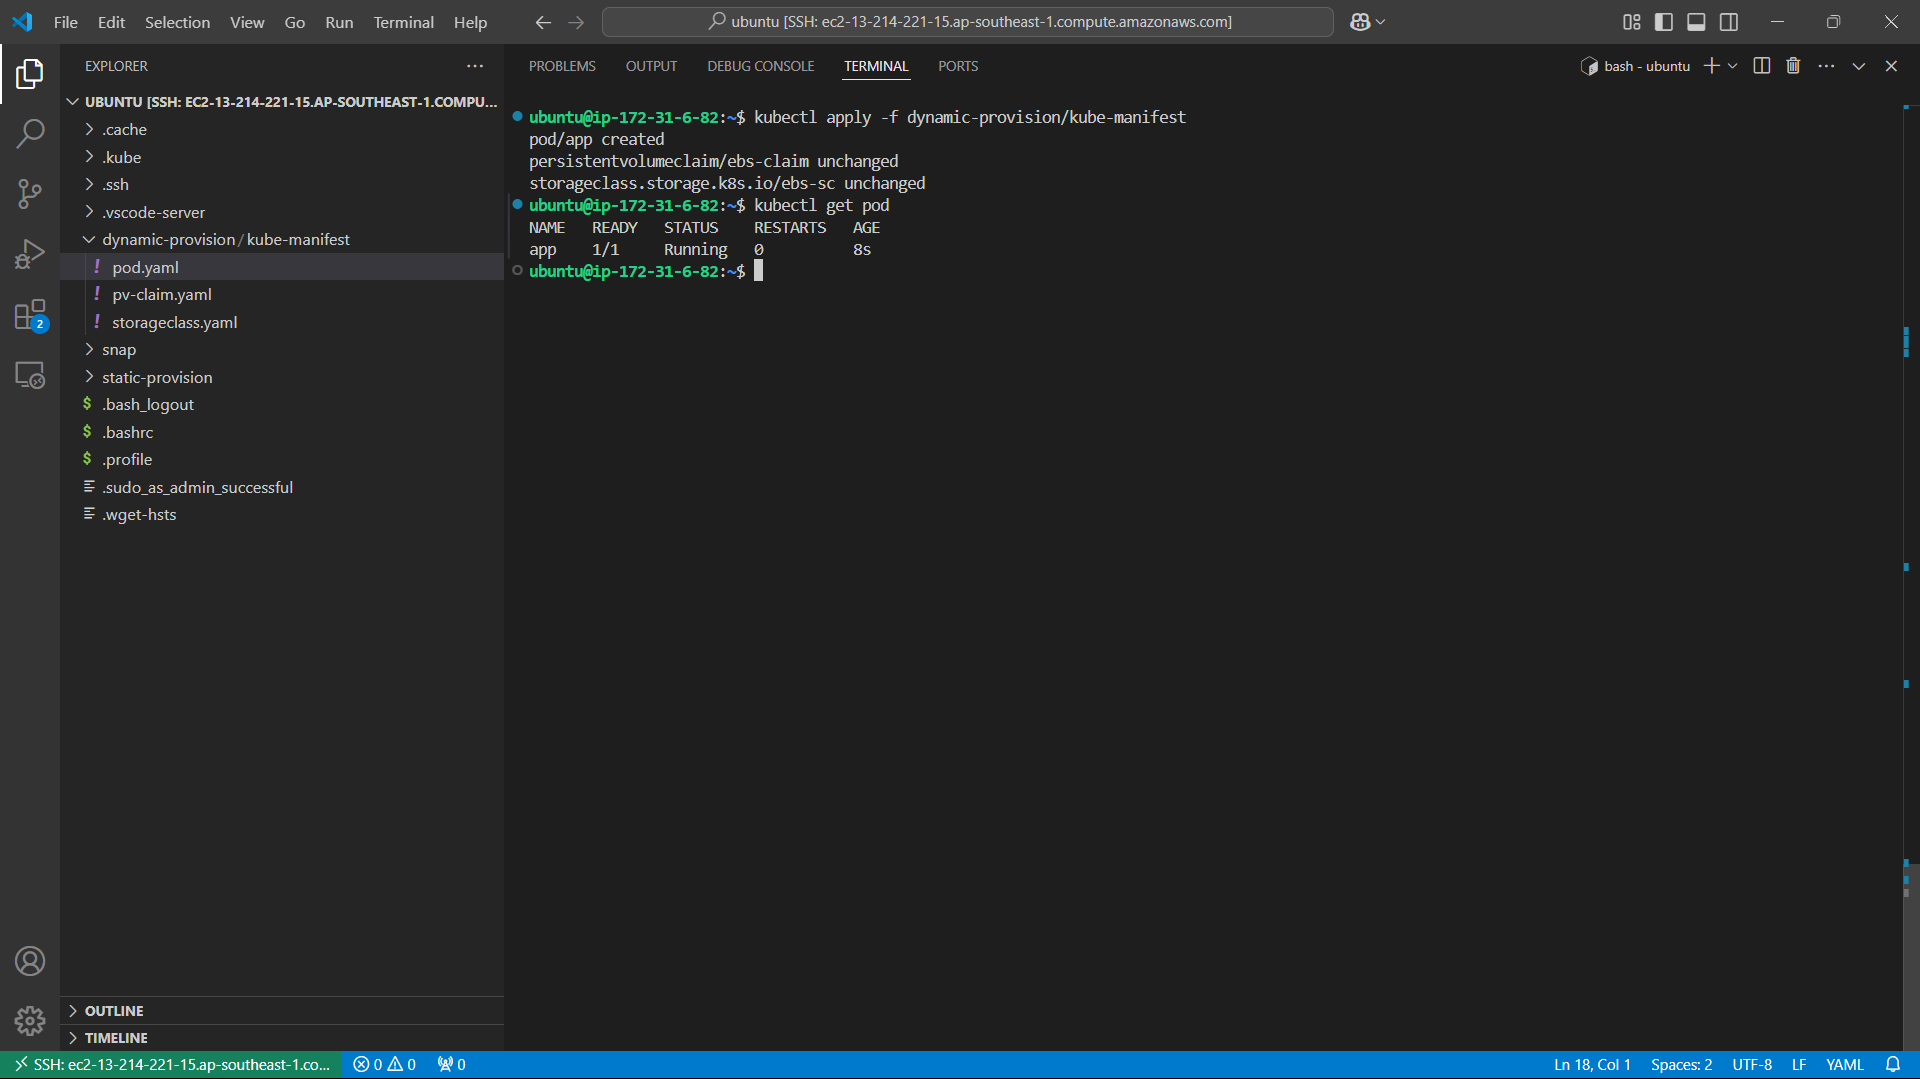 File Edit Selection View Go Run Terminal Help
ubuntu [SSH: ec2-13-214-221-15.ap-southeast-1.compute.amazonaws.com]
EXPLORER
UBUNTU [SSH: EC2-13-214-221-15.AP-SOUTHEAST-1.COMPU...
.cache
.kube
.ssh
.vscode-server
dynamic-provision/kube-manifest
! pod.yaml
! pv-claim.yaml
! storageclass.yaml
snap
static-provision
$ .bash_logout
$ .bashrc
$ .profile
.sudo_as_admin_successful
.wget-hsts
2
OUTLINE
TIMELINE
PROBLEMS OUTPUT DEBUG CONSOLE TERMINAL PORTS
bash - ubuntu
ubuntu@ip-172-31-6-82:~$ kubectl apply -f dynamic-provision/kube-manifest
pod/app created
persistentvolumeclaim/ebs-claim unchanged
storageclass.storage.k8s.io/ebs-sc unchanged
ubuntu@ip-172-31-6-82:~$ kubectl get pod
NAME READY STATUS RESTARTS AGE
app 1/1 Running 0 8s
ubuntu@ip-172-31-6-82:~$
SSH: ec2-13-214-221-15.ap-southeast-1.co... 0 0 0 Ln 18, Col 1 Spaces: 2 UTF-8 LF YAML